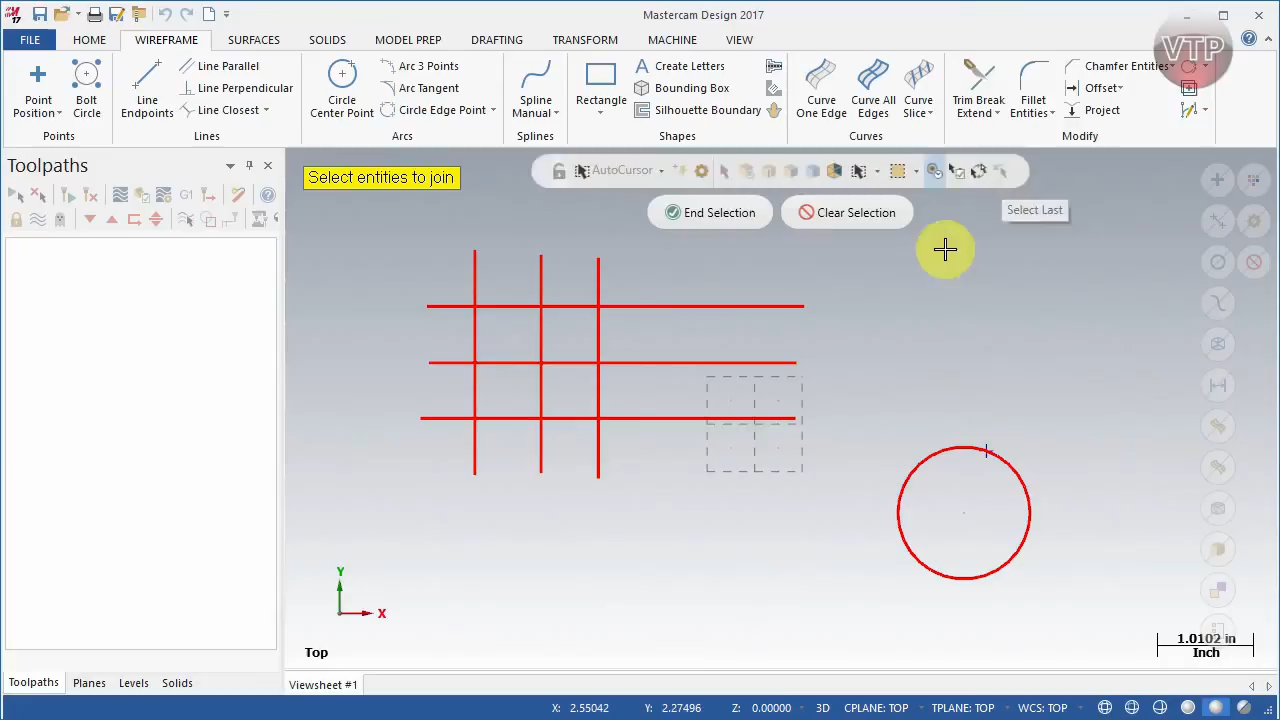 Mastercam Design 2017
VTP
FILE HOME WIREFRAME SURFACES SOLIDS MODEL PREP DRAFTING TRANSFORM MACHINE VIEW
Point Position
Bolt Circle
Points
Line Endpoints
Line Parallel
Line Perpendicular
Line Closest
Lines
Circle Center Point
Arc 3 Points
Arc Tangent
Circle Edge Point
Arcs
Spline Manual
Splines
Rectangle
Create Letters
Bounding Box
Silhouette Boundary
Shapes
Curve One Edge
Curve All Edges
Curve Slice
Curves
Trim Break Extend
Fillet Entities
Chamfer Entities
Offset
Project
Modify
Toolpaths
G1
Select entities to join
AutoCursor
End Selection
Clear Selection
Select Last
Y
X
Top
1.0102 in
Inch
Toolpaths Planes Levels Solids
Viewsheet #1
X: 2.55042 Y: 2.27496 Z: 0.00000 3D CPLANE: TOP TPLANE: TOP WCS: TOP